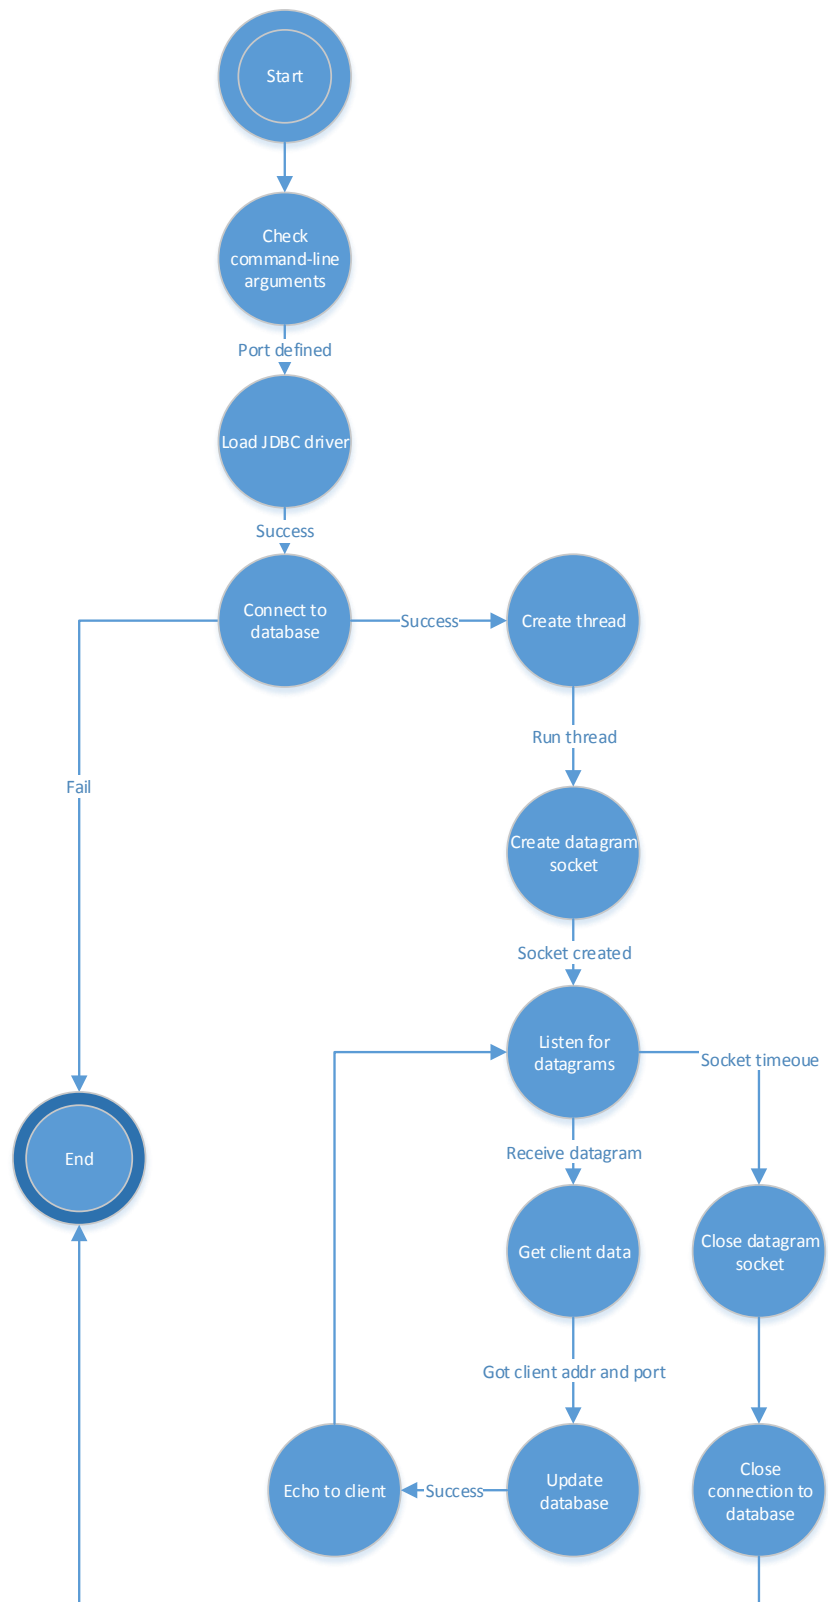 Start
Check
command-line
arguments
Port defined
Load JDBC driver
Success
Connect to
database
Success
Create thread
Run thread
Fail
Create datagram
socket
Socket created
Listen for
datagrams
Socket timeoue
Receive datagram
End
Get client data
Close datagram
socket
Got client addr and port
Echo to client
Success
Update
database
Close
connection to
database